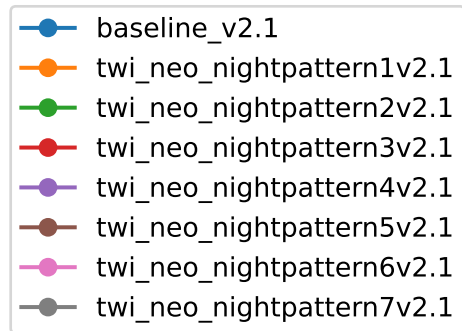 baseline_v2.1
twi_neo_nightpattern1v2.1
twi_neo_nightpattern2v2.1
twi_neo_nightpattern3v2.1
twi_neo_nightpattern4v2.1
twi_neo_nightpattern5v2.1
twi_neo_nightpattern6v2.1
twi_neo_nightpattern7v2.1